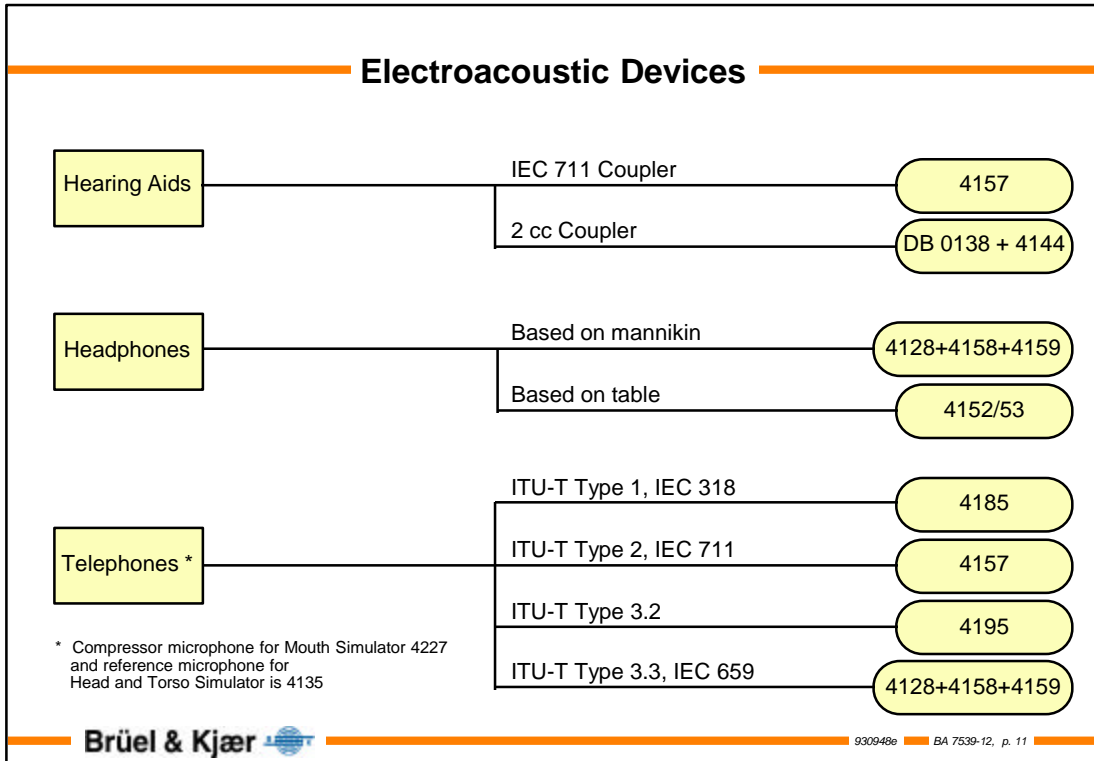 Electroacoustic Devices
Hearing Aids
IEC 711 Coupler
4157
2 cc Coupler
DB 0138 + 4144
Headphones
Based on mannikin
4128+4158+4159
Based on table
4152/53
Telephones *
ITU-T Type 1, IEC 318
4185
ITU-T Type 2, IEC 711
4157
ITU-T Type 3.2
4195
ITU-T Type 3.3, IEC 659
4128+4158+4159
* Compressor microphone for Mouth Simulator 4227
and reference microphone for
Head and Torso Simulator is 4135
Brüel & Kjær
930948e
BA 7539-12, p. 11